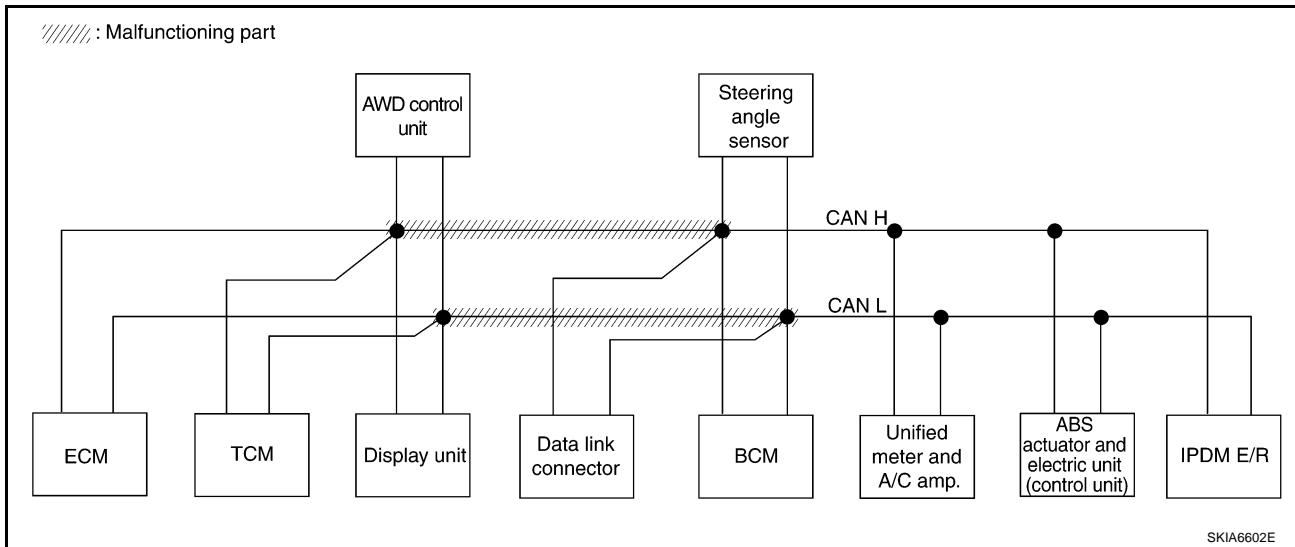 : Malfunctioning part
AWD control
unit
Steering
angle
sensor
CAN H
CAN L
ECM
TCM
Display unit
Data link
connector
BCM
Unified
meter and
A/C amp.
ABS
actuator and
electric unit
(control unit)
IPDM E/R
SKIA6602E